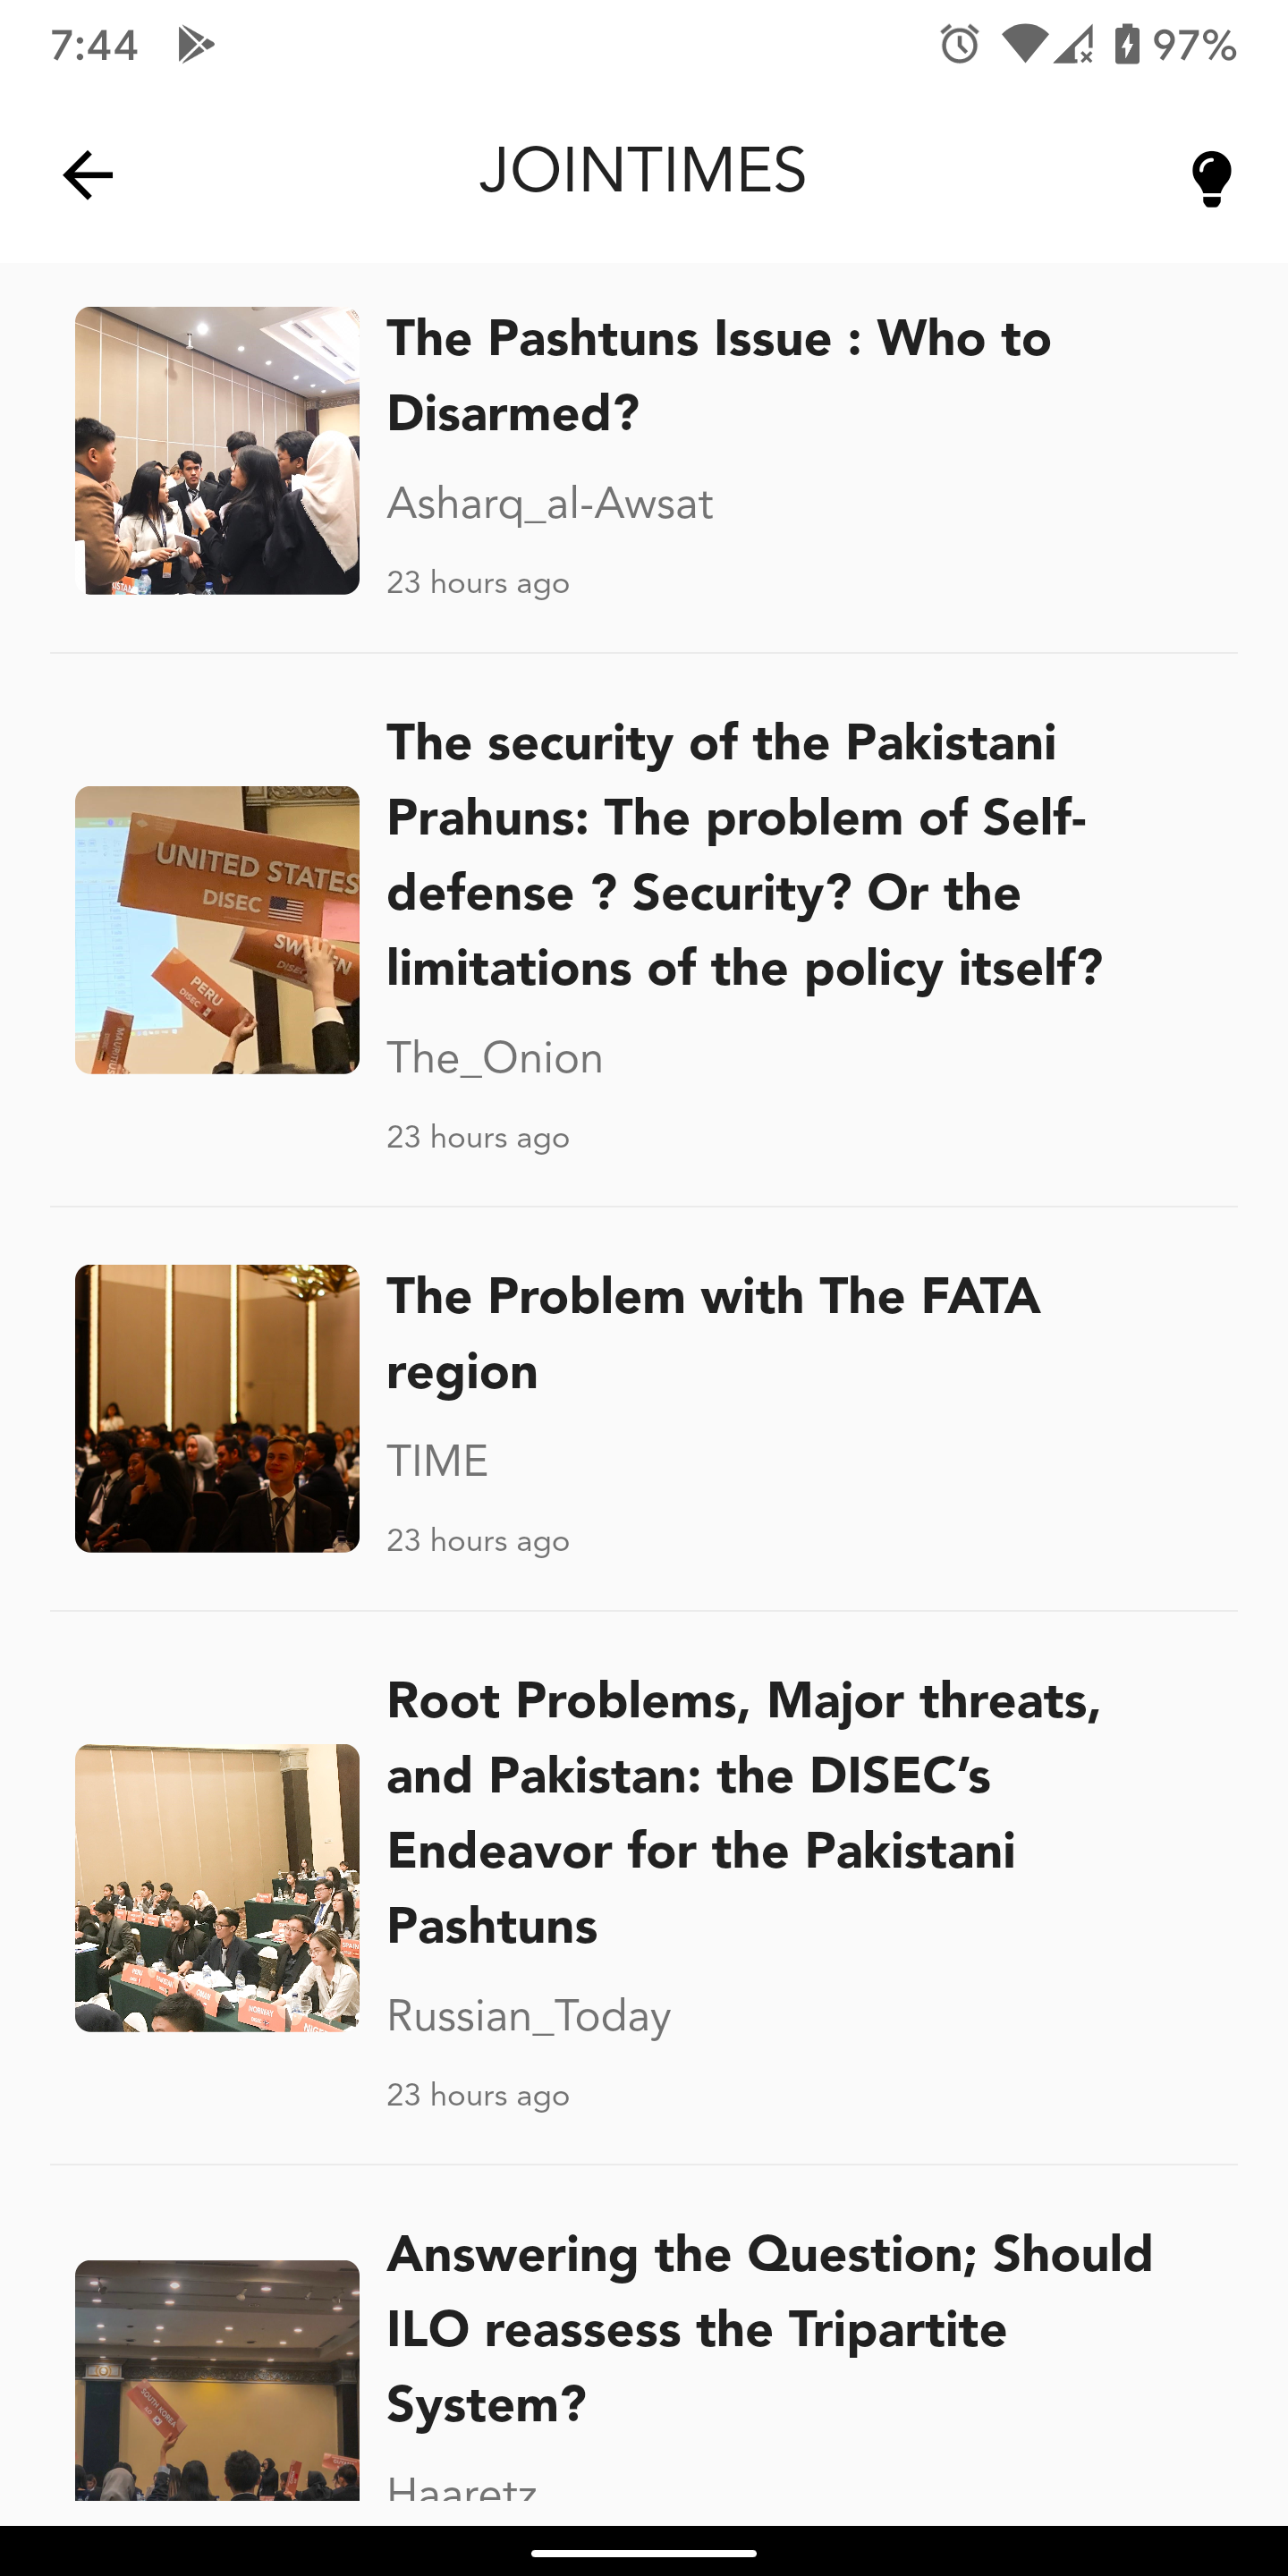 7:44
97%
JOINTIMES
The Pashtuns Issue : Who to
Disarmed?
Asharq_al-Awsat
23 hours ago
The security of the Pakistani
Prahuns: The problem of Self-
defense ? Security? Or the
limitations of the policy itself?
The_Onion
23 hours ago
UNITED STATES
DISEC
PERU
DISEC
MAURITIUS
The Problem with The FATA
region
TIME
23 hours ago
Root Problems, Major threats,
and Pakistan: the DISEC’s
Endeavor for the Pakistani
Pashtuns
Russian_Today
23 hours ago
NORWAY
Answering the Question; Should
ILO reassess the Tripartite
System?
Haaretz
SOUTH KOREA